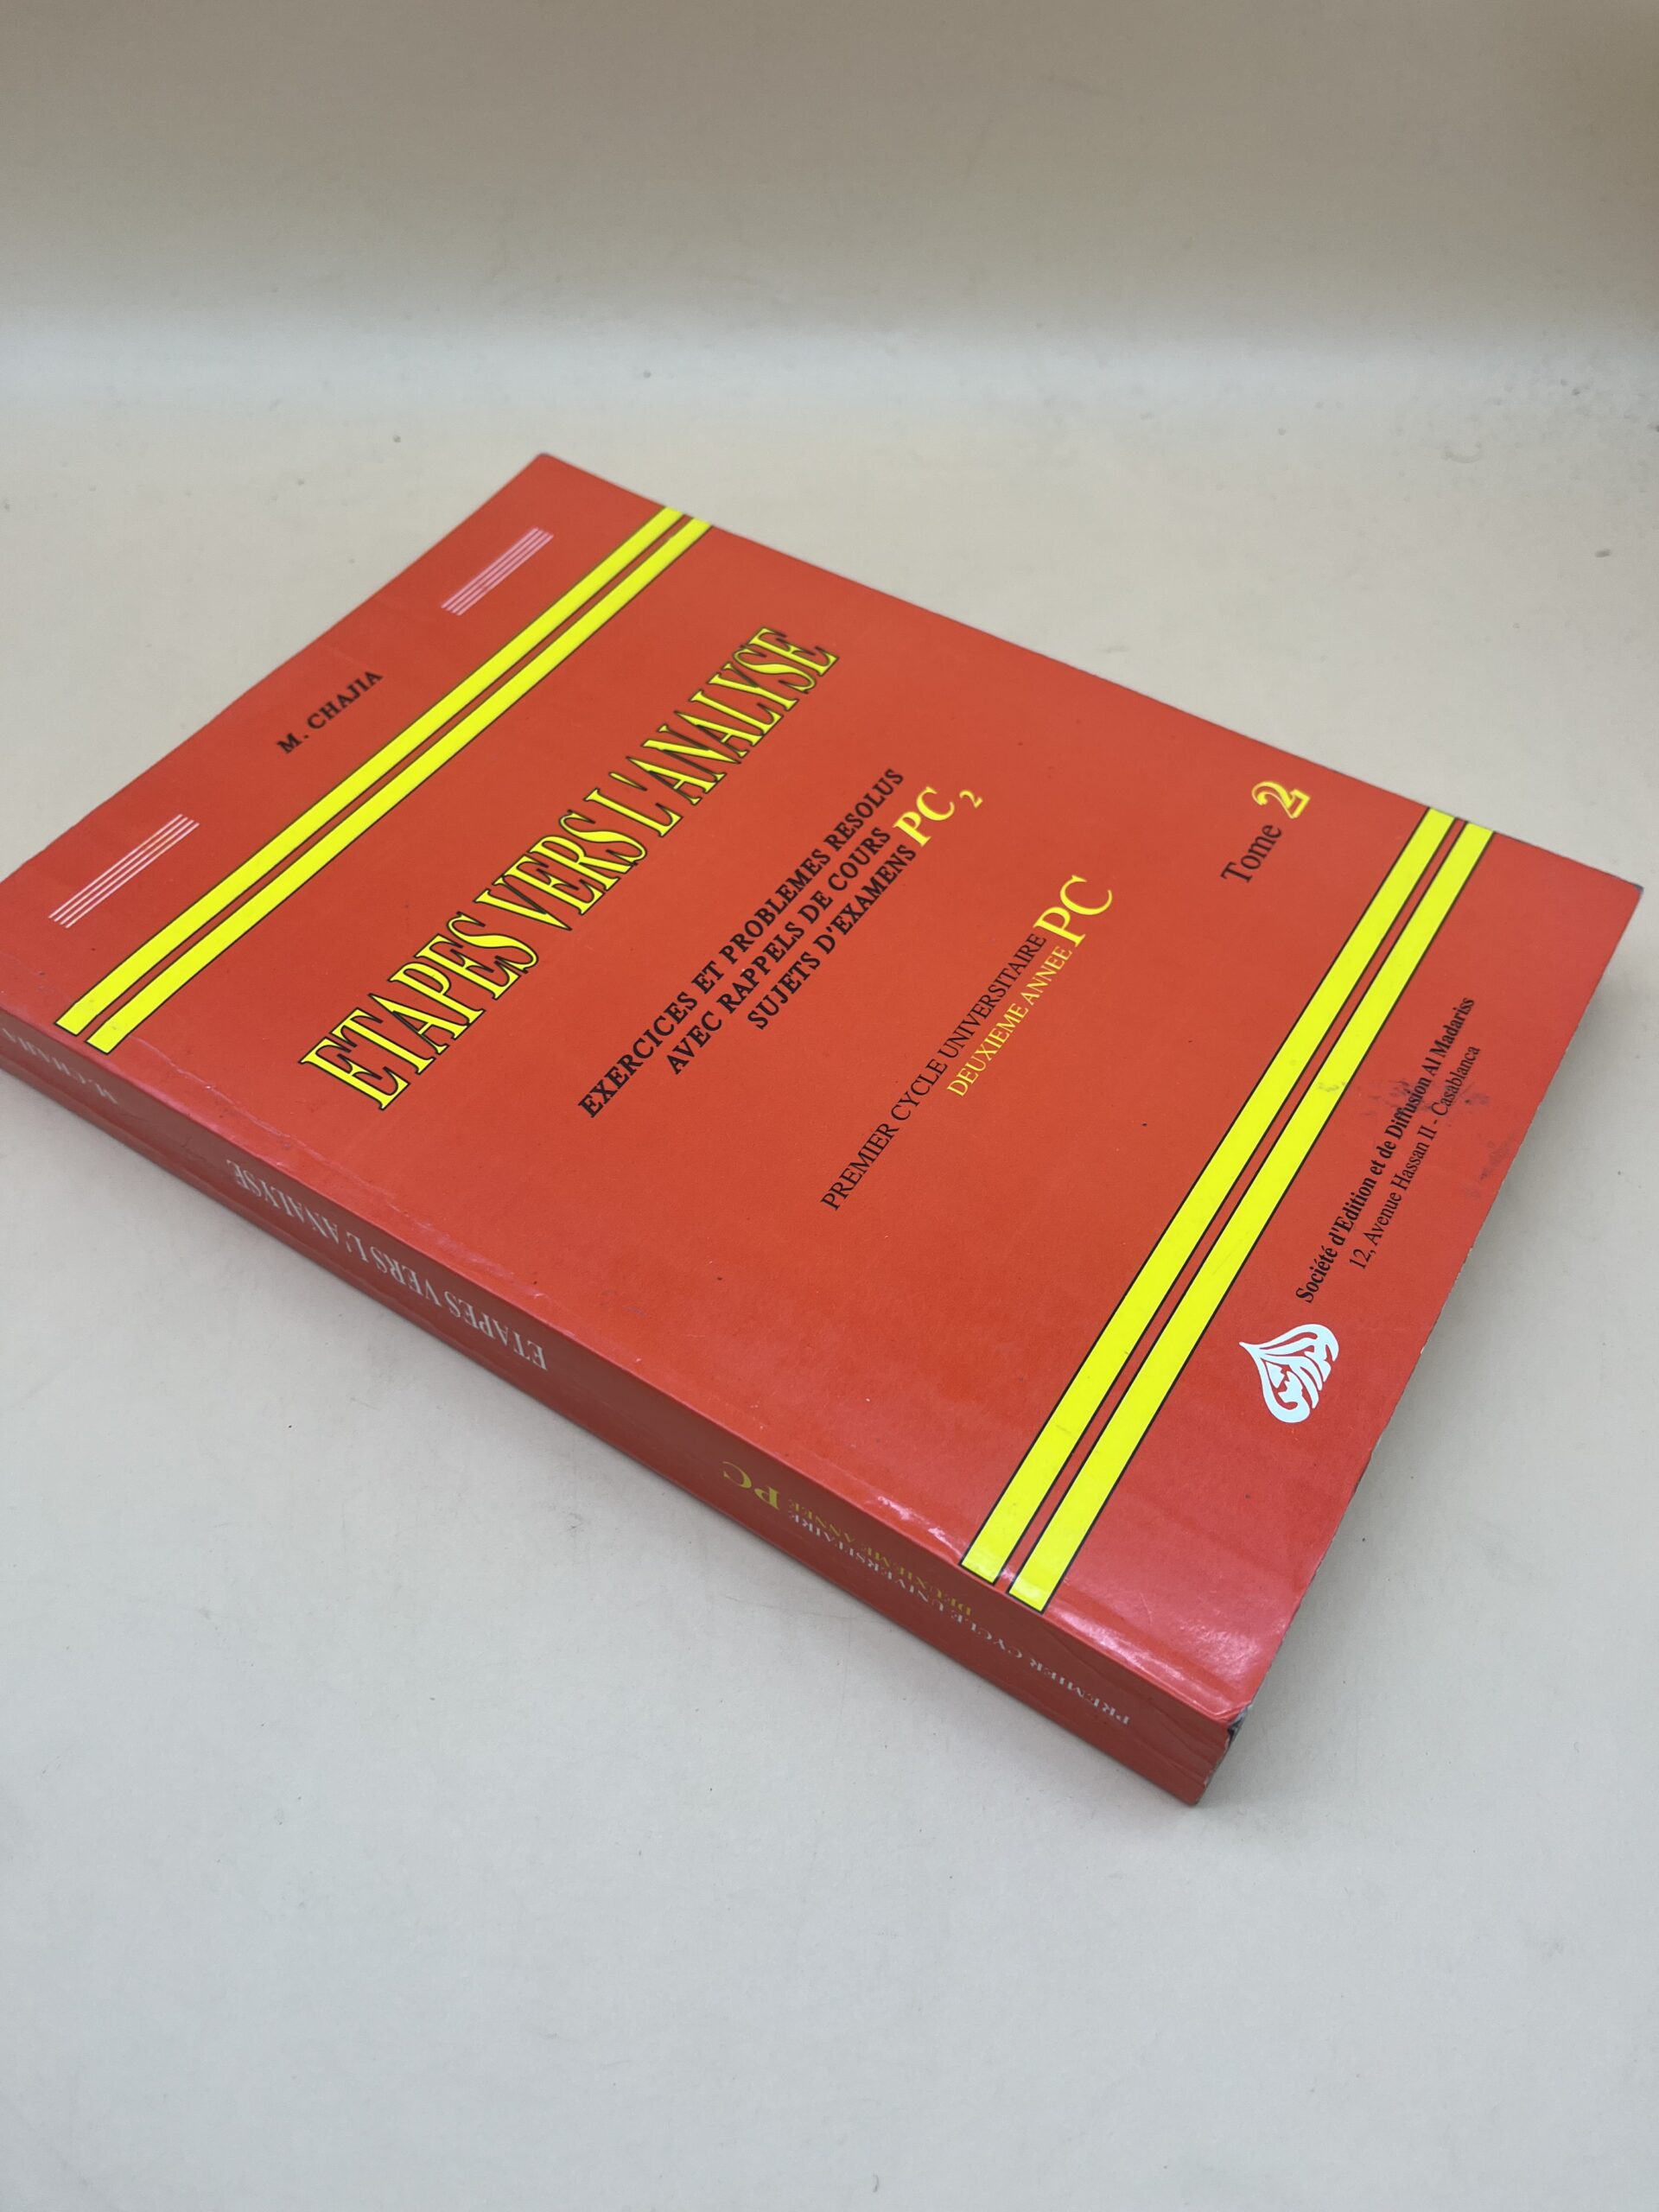 M. CHAJIA
ETAPES VERS L'ANALYSE
EXERCICES ET PROBLEMES RESOLUS
AVEC RAPPELS DE COURS
SUJETS D'EXAMENS PC 2
PREMIER CYCLE UNIVERSITAIRE
DEUXIEME ANNEE PC
Tome 2
Société d'Edition et de Diffusion Al Madariss
12, Avenue Hassan II - Casablanca
M. CHAJIA
ETAPES VERS L'ANALYSE
PREMIER CYCLE UNIVERSITAIRE
DEUXIEME ANNEE PC